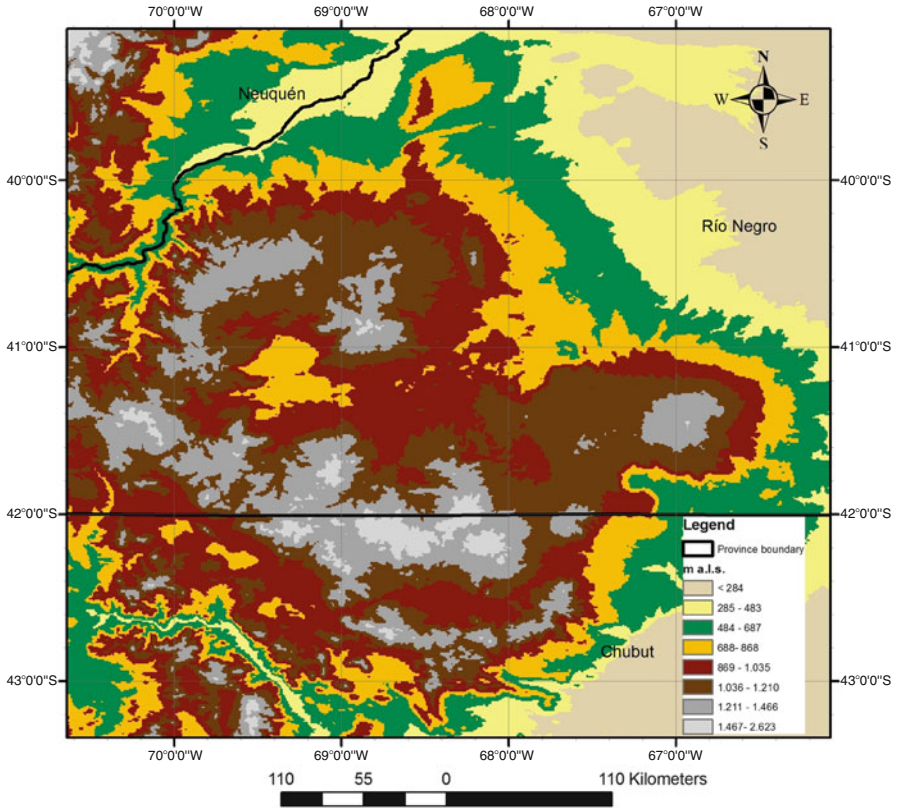 70°0'0"W 69°0'0"W 68°0'0"W 67°0'0"W
N
W E
S
Neuquén
40°0'0"S 40°0'0"S
Río Negro
41°0'0"S 41°0'0"S
42°0'0"S 42°0'0"S
Legend
Province boundary
m a.l.s.
< 284
285 - 483
484 - 687
688- 868
869 - 1.035
1.036 - 1.210
1.211 - 1.466
1.467- 2.623
Chubut
43°0'0"S 43°0'0"S
70°0'0"W 69°0'0"W 68°0'0"W 67°0'0"W
110 55 0 110 Kilometers